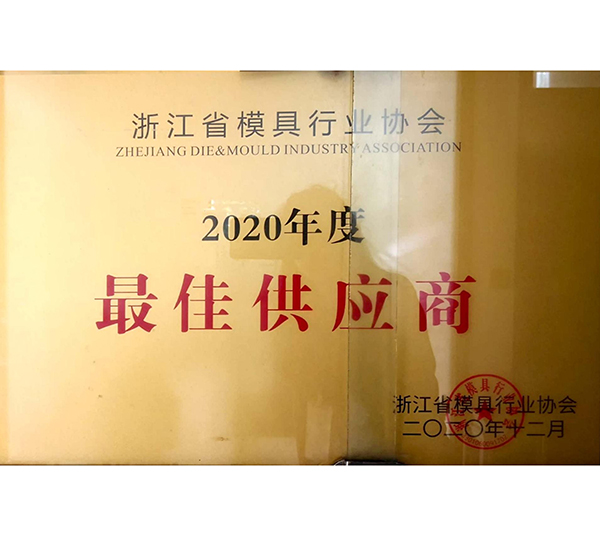 浙江省模具行业协会
ZHEJIANG DIE&MOULD INDUSTRY ASSOCIATION
2020年度
最佳供应商
浙江省模具行业协会
二〇二〇年十二月